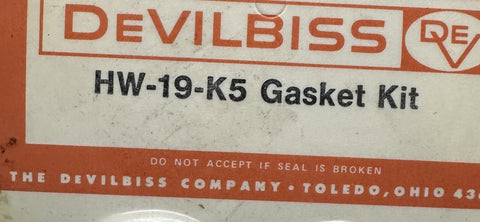 DEVILBISS DEV
HW-19-K5 Gasket Kit
DO NOT ACCEPT IF SEAL IS BROKEN
THE DEVILBISS COMPANY • TOLEDO, OHIO